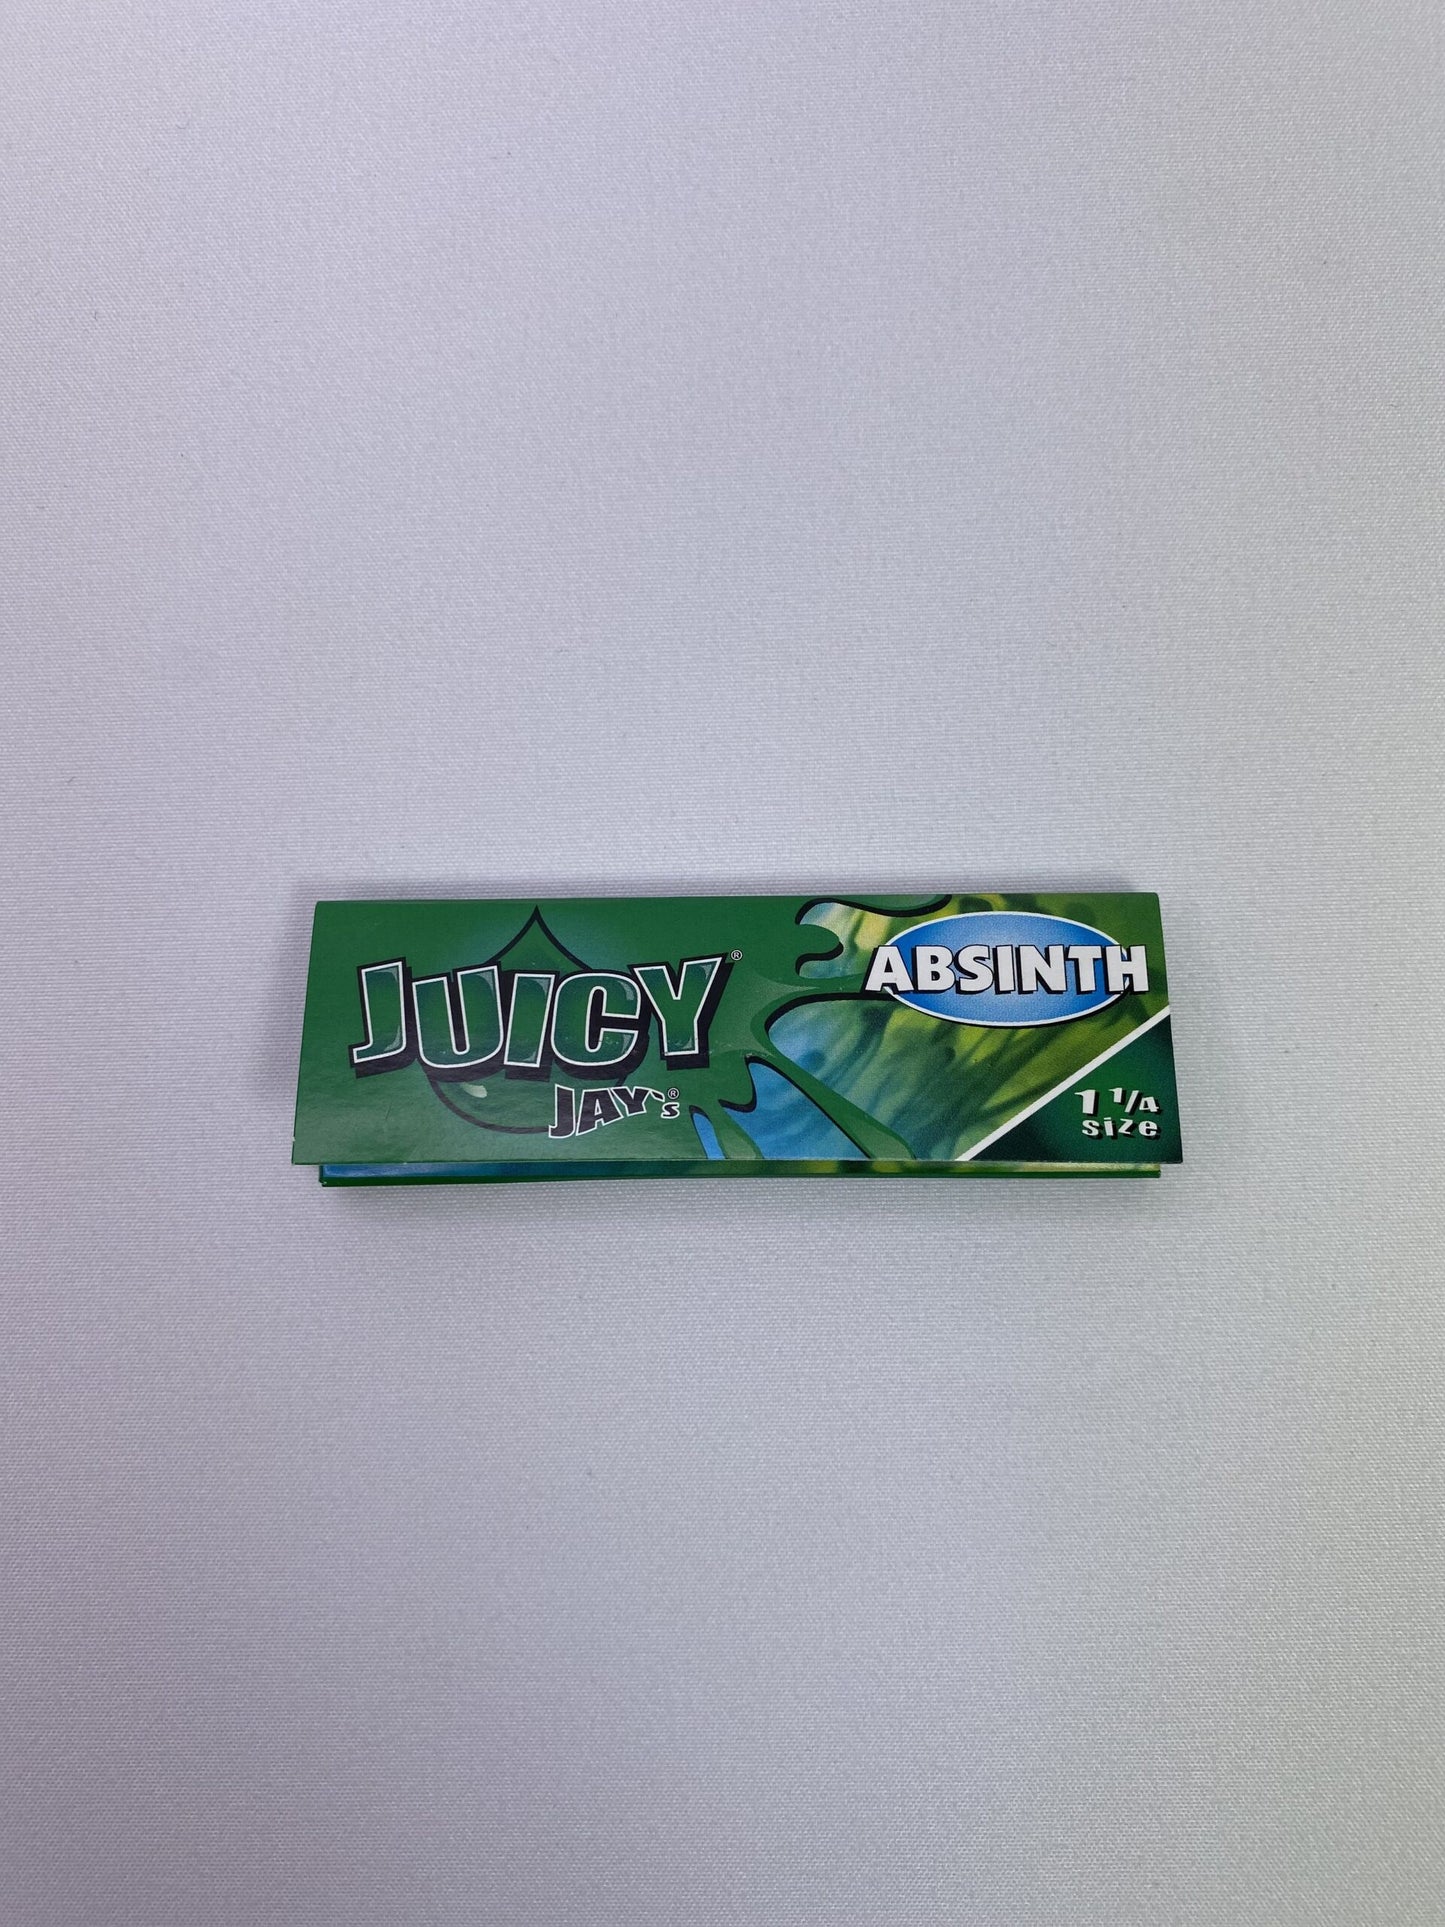 JUICY®
JAY`s®
ABSINTH
1 1/4
size